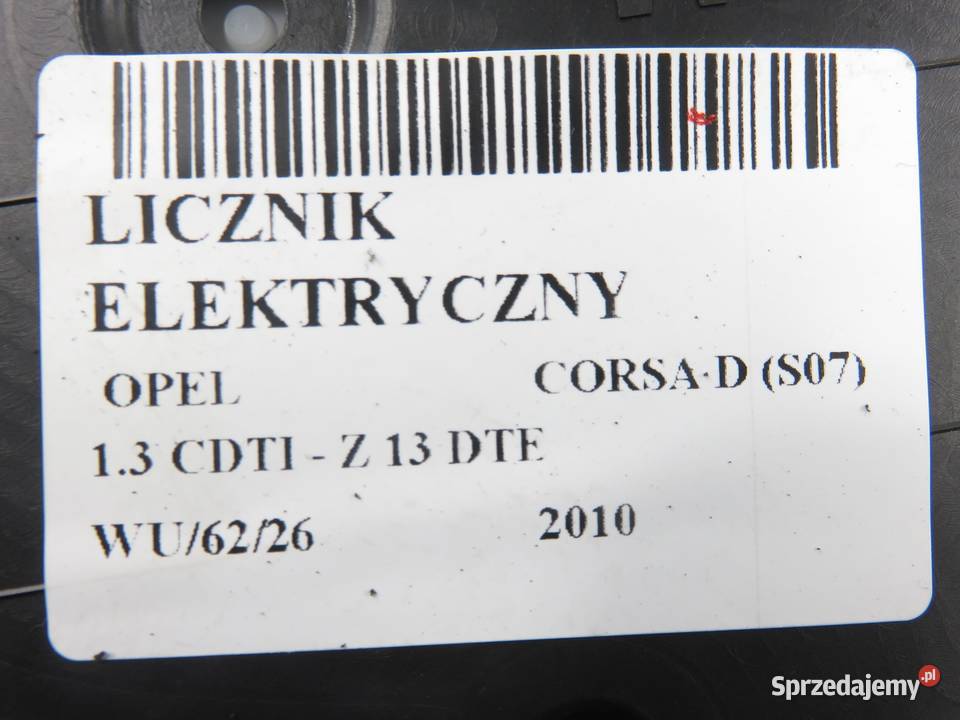 LICZNIK
ELEKTRYCZNY
OPEL CORSA D (S07)
1.3 CDTI - Z 13 DTE
WU/62/26 2010
Sprzedajemy.pl